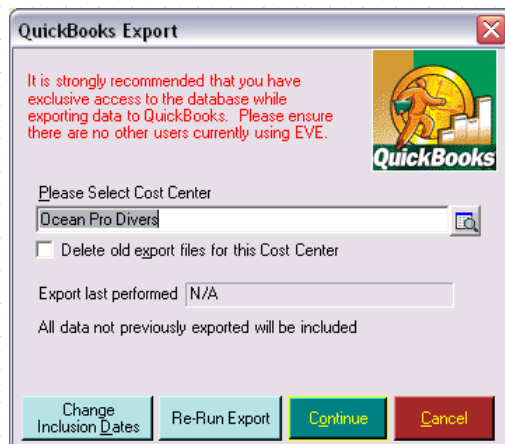 QuickBooks Export
It is strongly recommended that you have
exclusive access to the database while
exporting data to QuickBooks. Please ensure
there are no other users currently using EVE.
QuickBooks
Please Select Cost Center
Ocean Pro Divers
Delete old export files for this Cost Center
Export last performed N/A
All data not previously exported will be included
Change
Inclusion Dates
Re-Run Export
Continue
Cancel